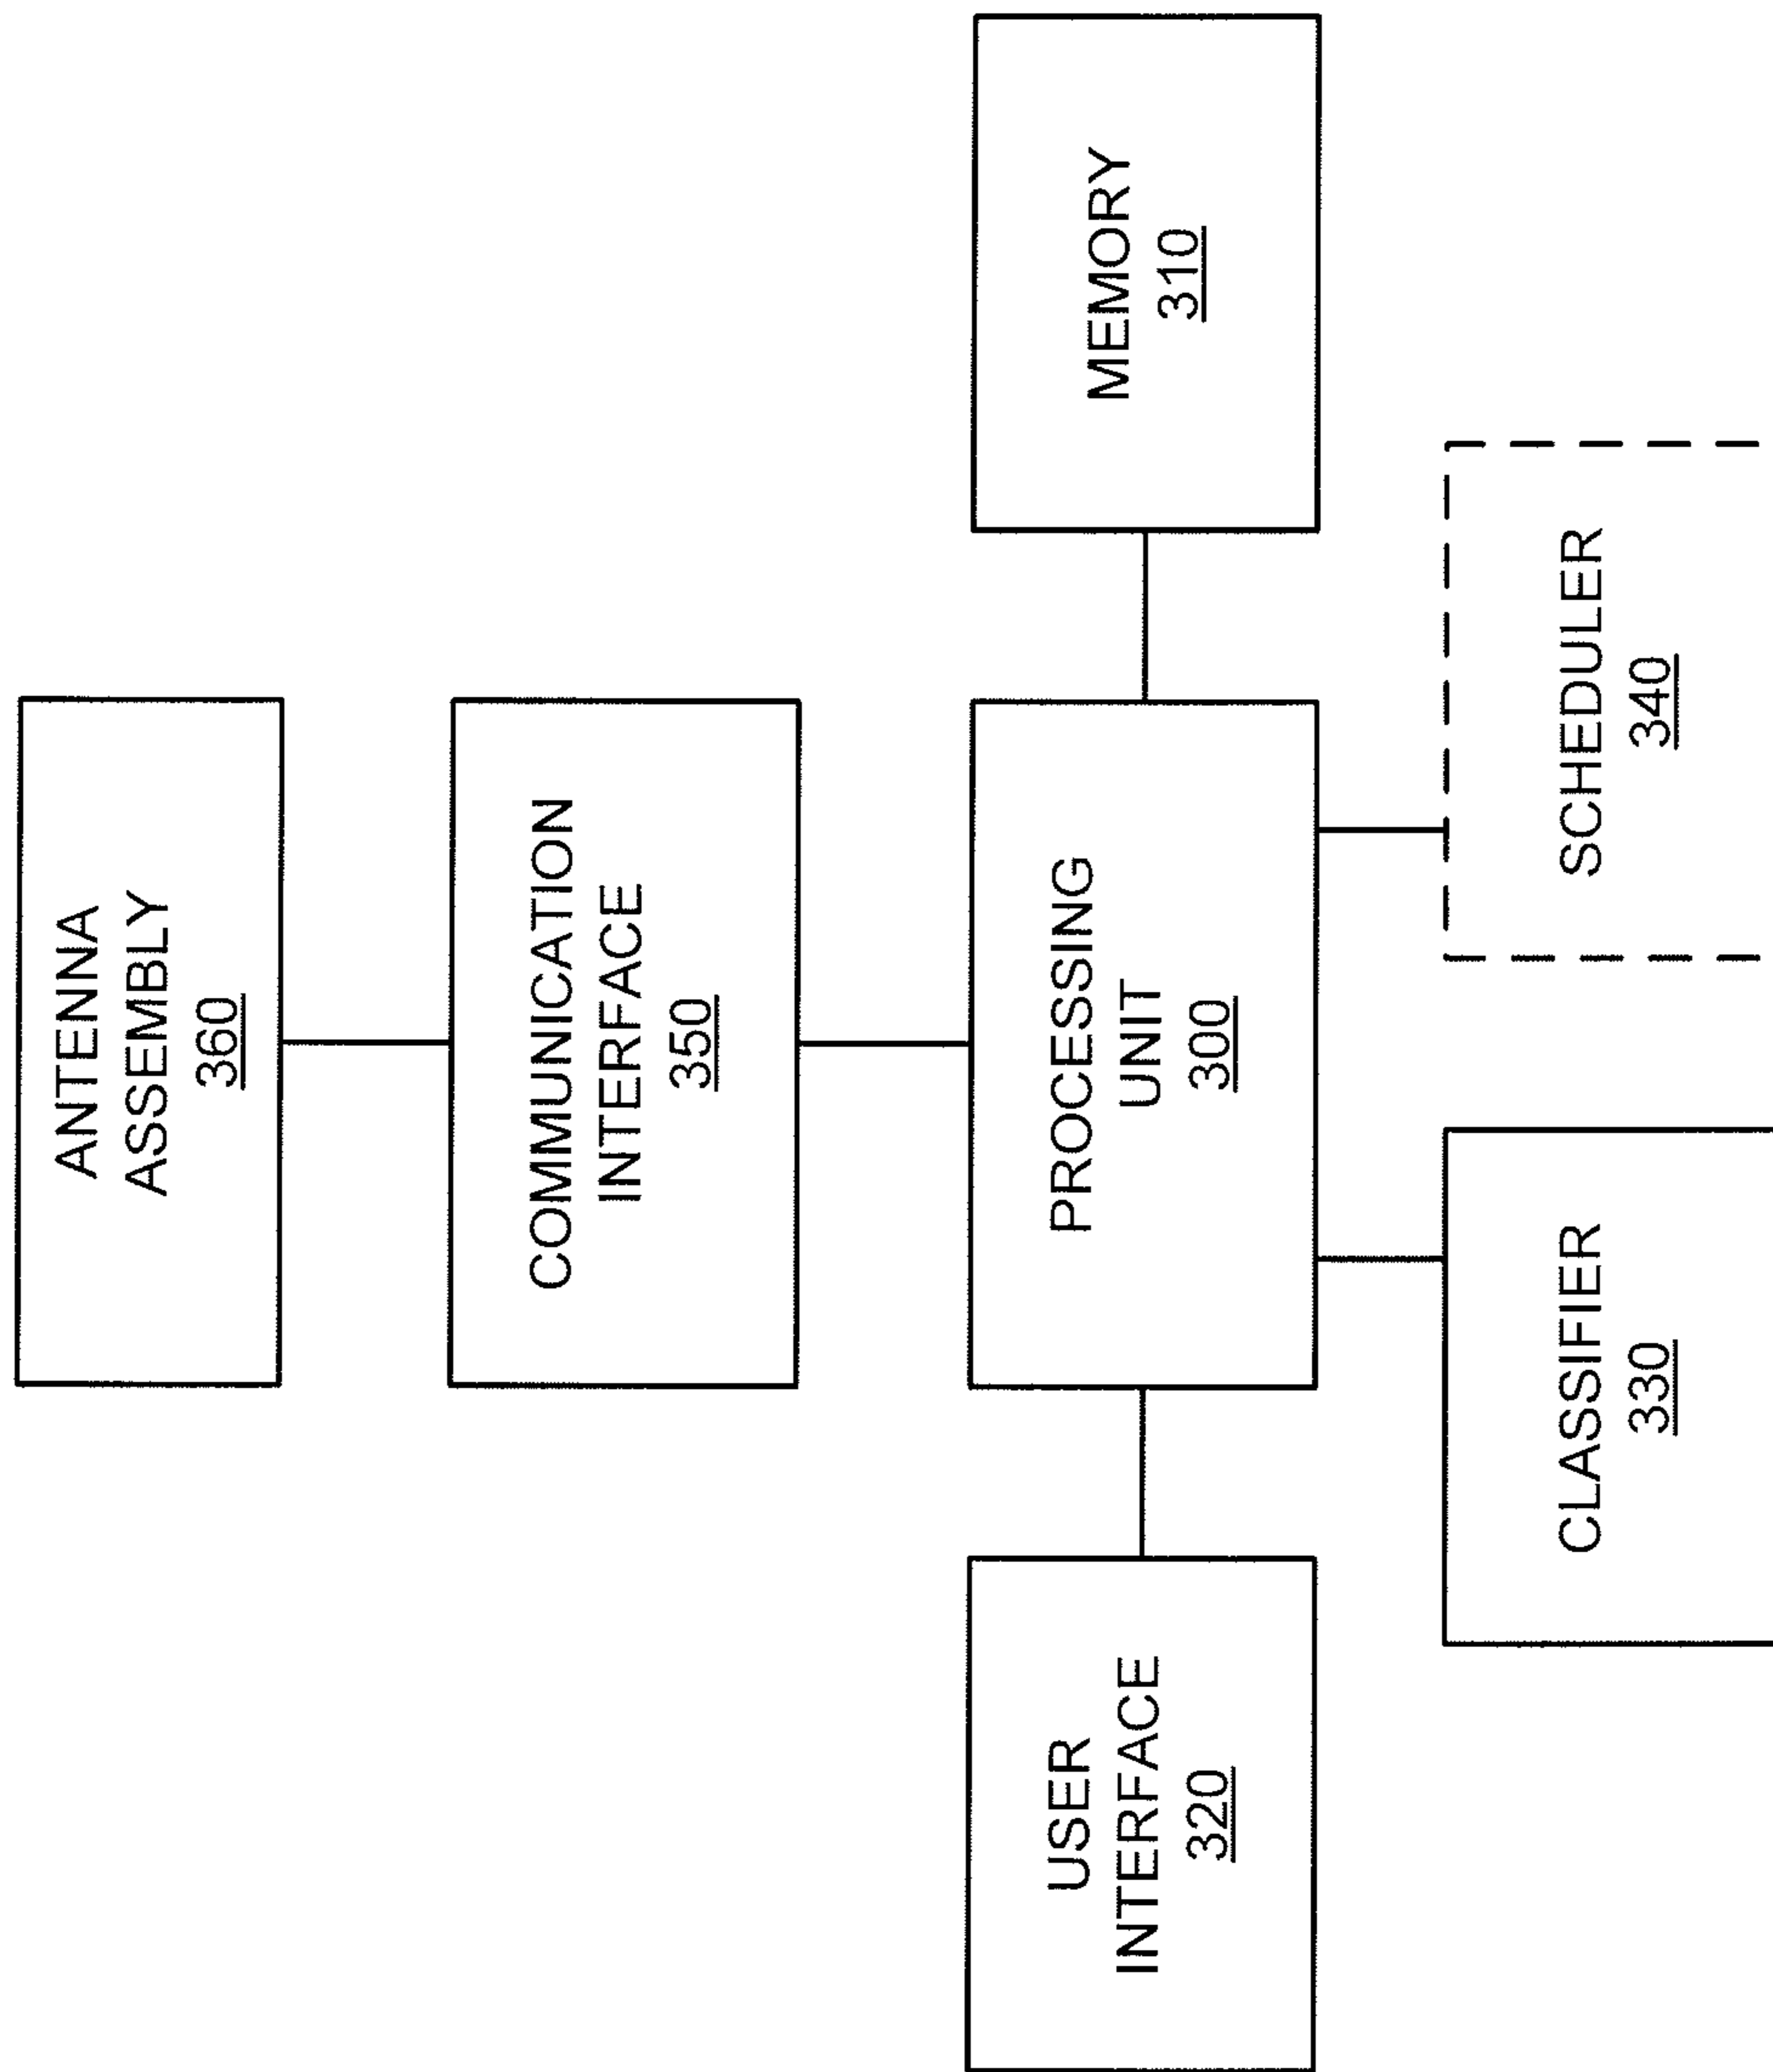 ANTENNA
ASSEMBLY
360
COMMUNICATION
INTERFACE
350
USER
INTERFACE
320
PROCESSING
UNIT
300
MEMORY
310
CLASSIFIER
330
SCHEDULER
340